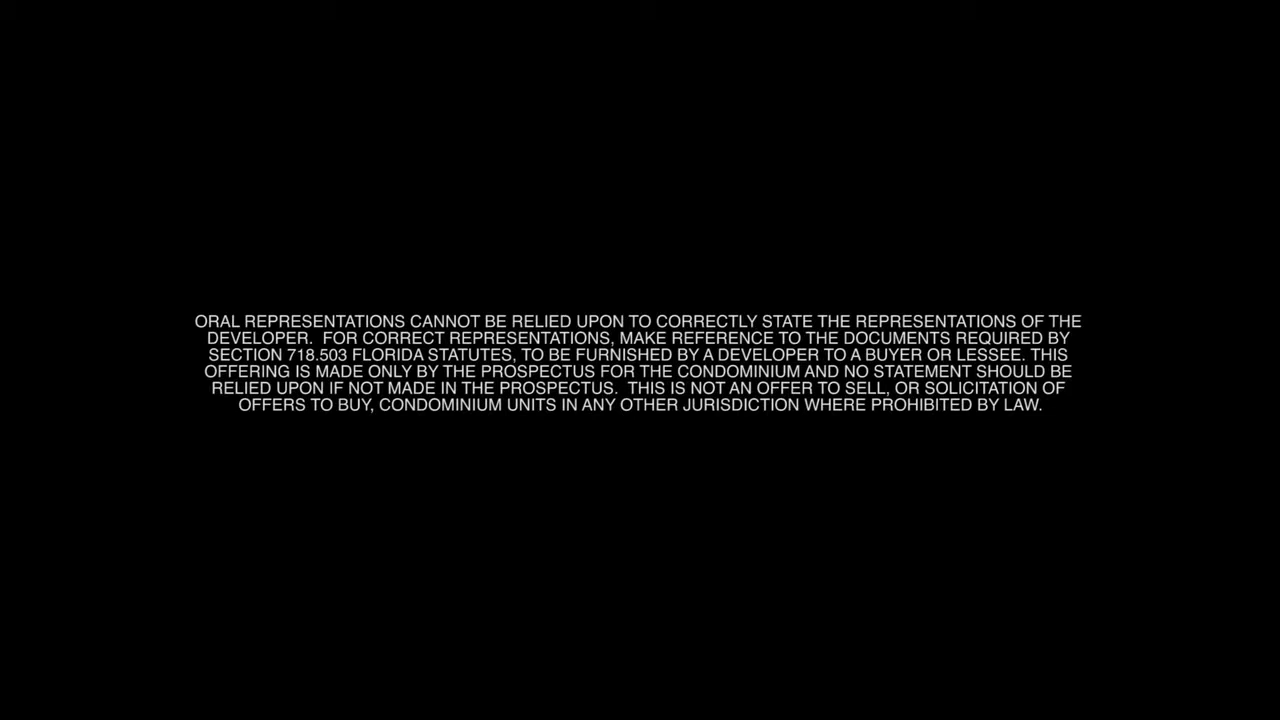 ORAL REPRESENTATIONS CANNOT BE RELIED UPON TO CORRECTLY STATE THE REPRESENTATIONS OF THE
DEVELOPER.  FOR CORRECT REPRESENTATIONS, MAKE REFERENCE TO THE DOCUMENTS REQUIRED BY
SECTION 718.503 FLORIDA STATUTES, TO BE FURNISHED BY A DEVELOPER TO A BUYER OR LESSEE. THIS
OFFERING IS MADE ONLY BY THE PROSPECTUS FOR THE CONDOMINIUM AND NO STATEMENT SHOULD BE
RELIED UPON IF NOT MADE IN THE PROSPECTUS.  THIS IS NOT AN OFFER TO SELL, OR SOLICITATION OF
OFFERS TO BUY, CONDOMINIUM UNITS IN ANY OTHER JURISDICTION WHERE PROHIBITED BY LAW.